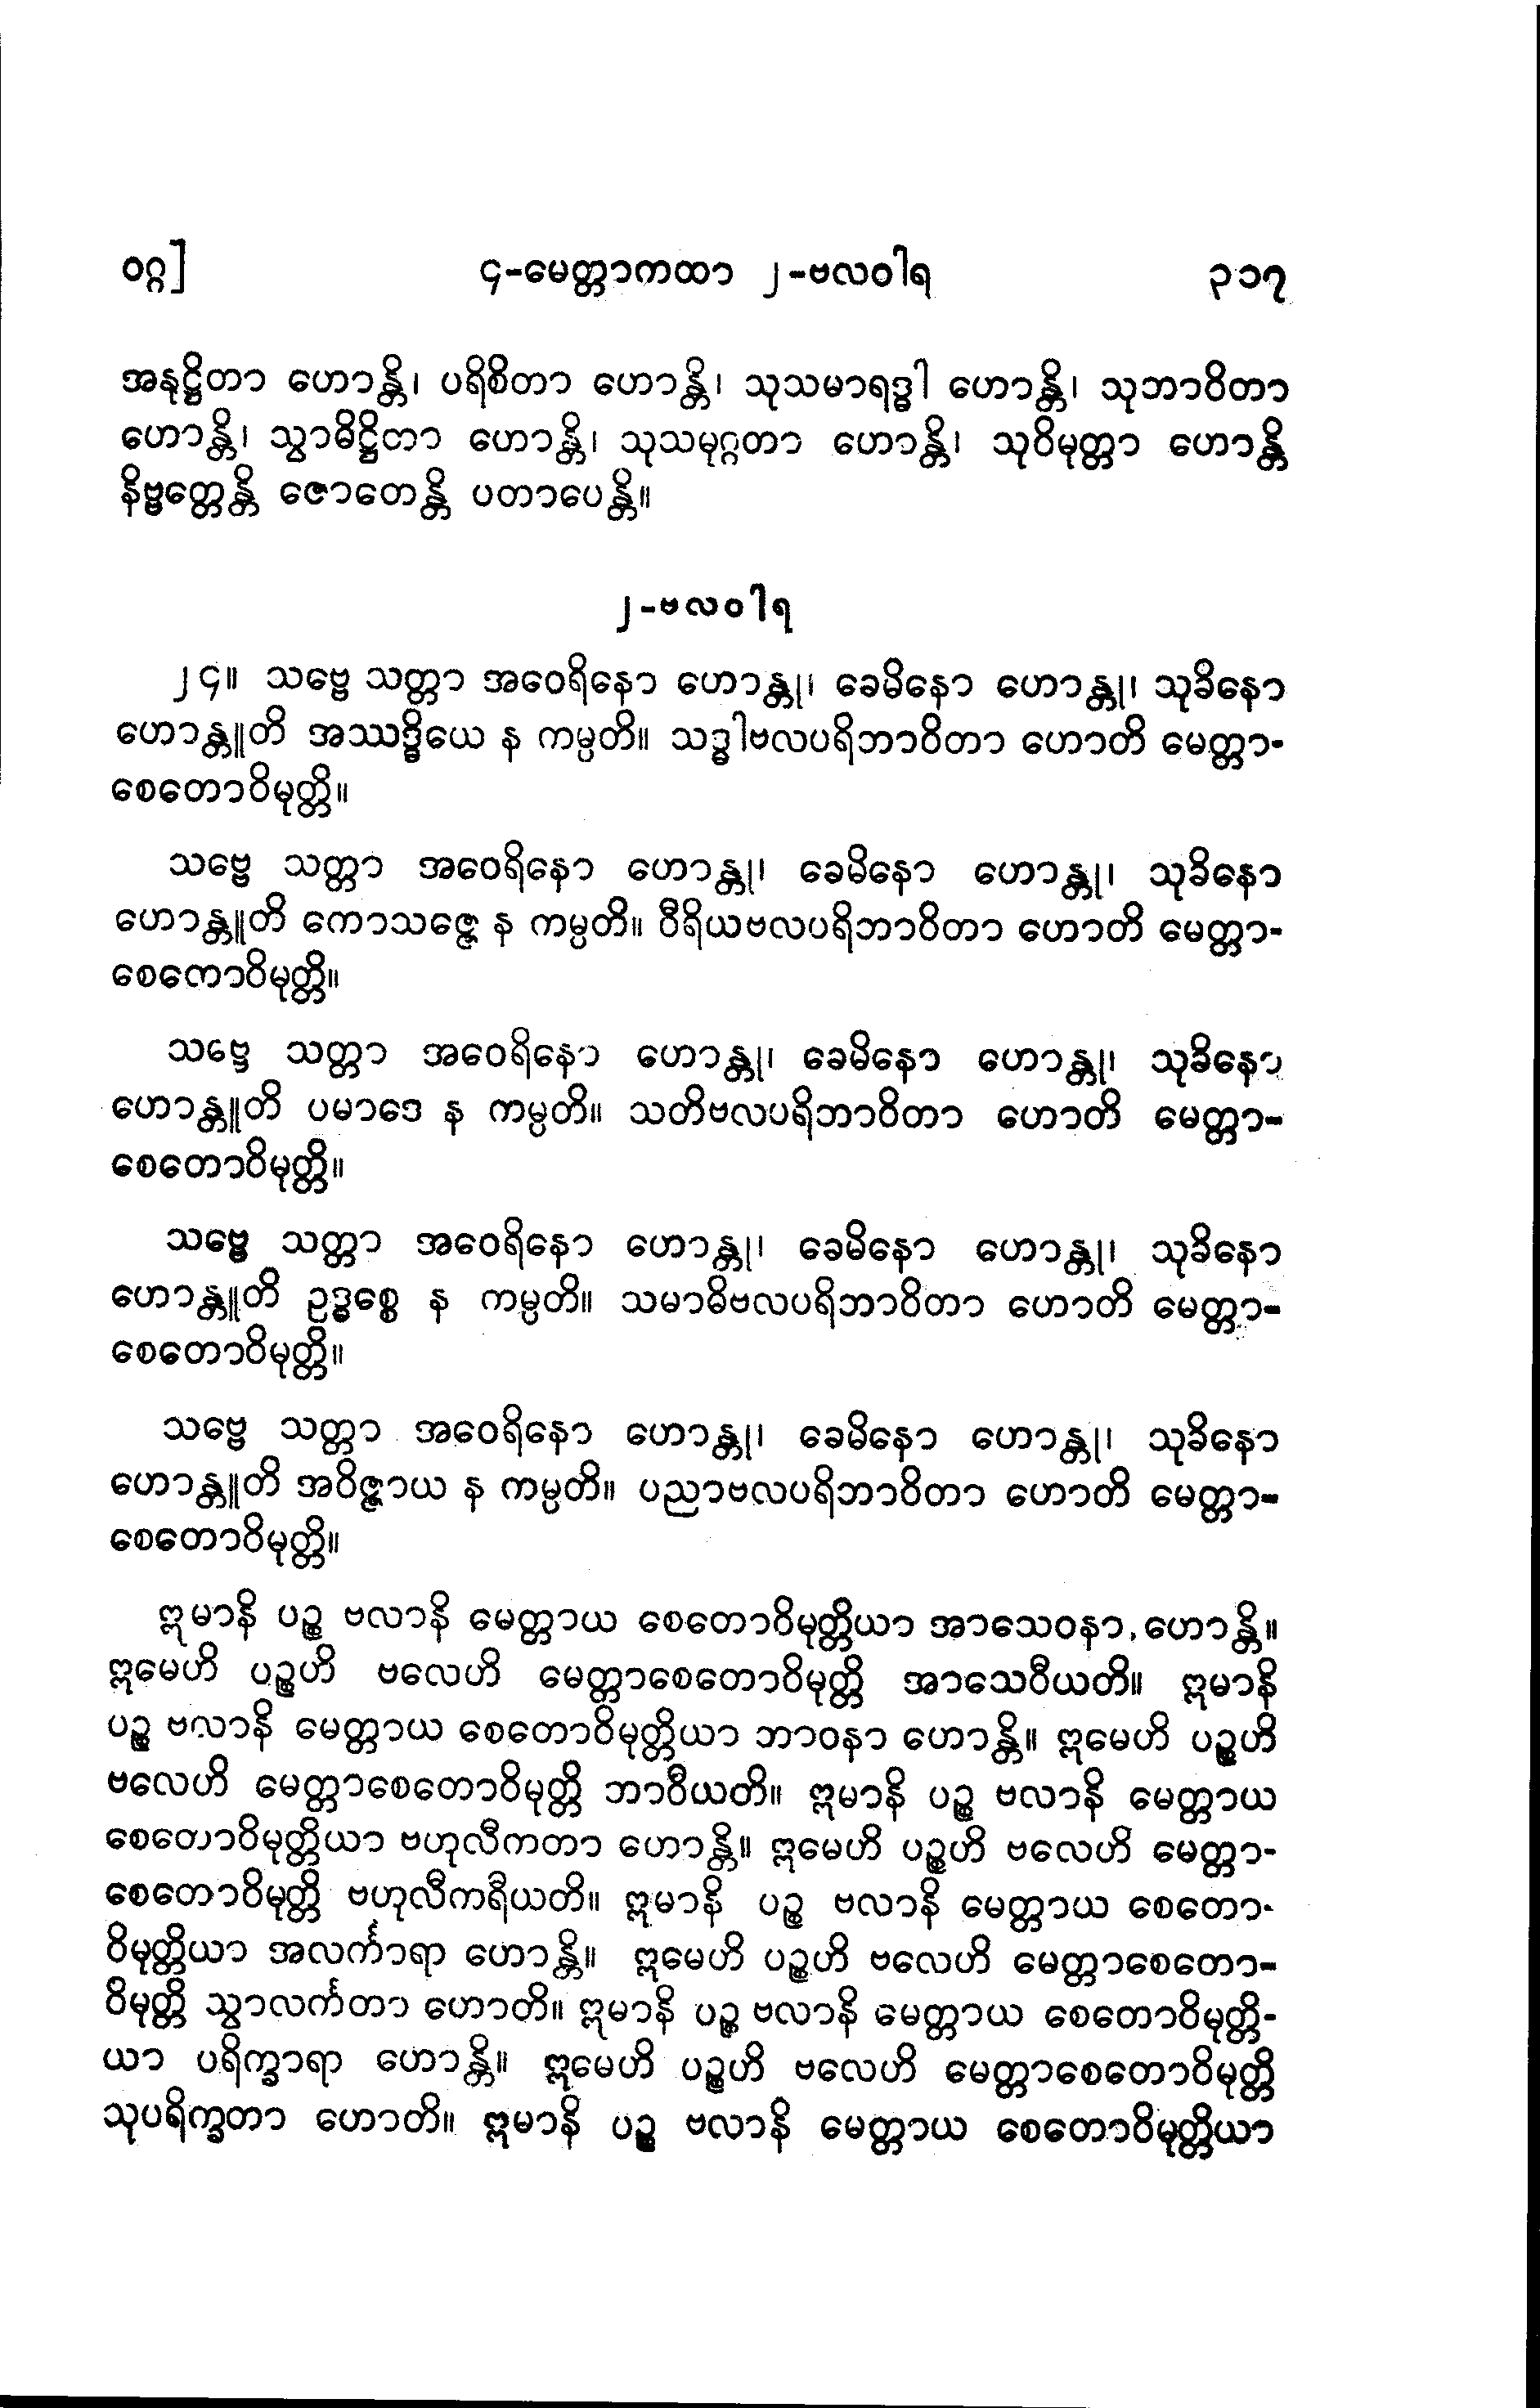 ဝဂ္ဂ] ၄-မေတ္တာကထာ ၂-ဗလဝါရ ၃၁၇
အနုဋ္ဌိတာ ဟောန္တိ၊ ပရိစိတာ ဟောန္တိ၊ သုသမာရဒ္ဓါ ဟောန္တိ၊ သုဘာဝိတာ
ဟောန္တိ၊ သွာဓိဋ္ဌိတာ ဟောန္တိ၊ သုသမုဂ္ဂတာ ဟောန္တိ၊ သုဝိမုတ္တာ ဟောန္တိ
နိဗ္ဗတ္တေန္တိ ဇောတေန္တိ ပတာပေန္တိ။
၂-ဗလဝါရ
၂၄။ သဗ္ဗေ သတ္တာ အဝေရိနော ဟောန္တု၊ ခေမိနော ဟောန္တု၊ သုခိနော
ဟောန္တူတိ အဿဒ္ဓိယေ န ကမ္ပတိ။ သဒ္ဓါဗလပရိဘာဝိတာ ဟောတိ မေတ္တာ-
စေတောဝိမုတ္တိ။
သဗ္ဗေ သတ္တာ အဝေရိနော ဟောန္တု၊ ခေမိနော ဟောန္တု၊ သုခိနော
ဟောန္တူတိ ကောသဇ္ဇေ န ကမ္ပတိ။ ဝီရိယဗလပရိဘာဝိတာ ဟောတိ မေတ္တာ-
စေတောဝိမုတ္တိ။
သဗ္ဗေ သတ္တာ အဝေရိနော ဟောန္တု၊ ခေမိနော ဟောန္တု၊ သုခိနော
ဟောန္တူတိ ပမာဒေ န ကမ္ပတိ။ သတိဗလပရိဘာဝိတာ ဟောတိ မေတ္တာ-
စေတောဝိမုတ္တိ။
သဗ္ဗေ သတ္တာ အဝေရိနော ဟောန္တု၊ ခေမိနော ဟောန္တု၊ သုခိနော
ဟောန္တူတိ ဥဒ္ဓစ္စေ န ကမ္ပတိ။ သမာဓိဗလပရိဘာဝိတာ ဟောတိ မေတ္တာ-
စေတောဝိမုတ္တိ။
သဗ္ဗေ သတ္တာ အဝေရိနော ဟောန္တု၊ ခေမိနော ဟောန္တု၊ သုခိနော
ဟောန္တူတိ အဝိဇ္ဇာယ န ကမ္ပတိ။ ပညာဗလပရိဘာဝိတာ ဟောတိ မေတ္တာ-
စေတောဝိမုတ္တိ။
ဣမာနိ ပဉ္စ ဗလာနိ မေတ္တာယ စေတောဝိမုတ္တိယာ အာသေဝနာ ဟောန္တိ။
ဣမေဟိ ပဉ္စဟိ ဗလေဟိ မေတ္တာစေတောဝိမုတ္တိ အာသေဝီယတိ။ ဣမာနိ
ပဉ္စ ဗလာနိ မေတ္တာယ စေတောဝိမုတ္တိယာ ဘာဝနာ ဟောန္တိ။ ဣမေဟိ ပဉ္စဟိ
ဗလေဟိ မေတ္တာစေတောဝိမုတ္တိ ဘာဝီယတိ။ ဣမာနိ ပဉ္စ ဗလာနိ မေတ္တာယ
စေတောဝိမုတ္တိယာ ဗဟုလီကတာ ဟောန္တိ။ ဣမေဟိ ပဉ္စဟိ ဗလေဟိ မေတ္တာ-
စေတောဝိမုတ္တိ ဗဟုလီကရီယတိ။ ဣမာနိ ပဉ္စ ဗလာနိ မေတ္တာယ စေတော-
ဝိမုတ္တိယာ အလင်္ကာရာ ဟောန္တိ။ ဣမေဟိ ပဉ္စဟိ ဗလေဟိ မေတ္တာစေတော-
ဝိမုတ္တိ သွာလင်္ကတာ ဟောတိ။ ဣမာနိ ပဉ္စ ဗလာနိ မေတ္တာယ စေတောဝိမုတ္တိ-
ယာ ပရိက္ခာရာ ဟောန္တိ။ ဣမေဟိ ပဉ္စဟိ ဗလေဟိ မေတ္တာစေတောဝိမုတ္တိ
သုပရိက္ခတာ ဟောတိ။ ဣမာနိ ပဉ္စ ဗလာနိ မေတ္တာယ စေတောဝိမုတ္တိယာ